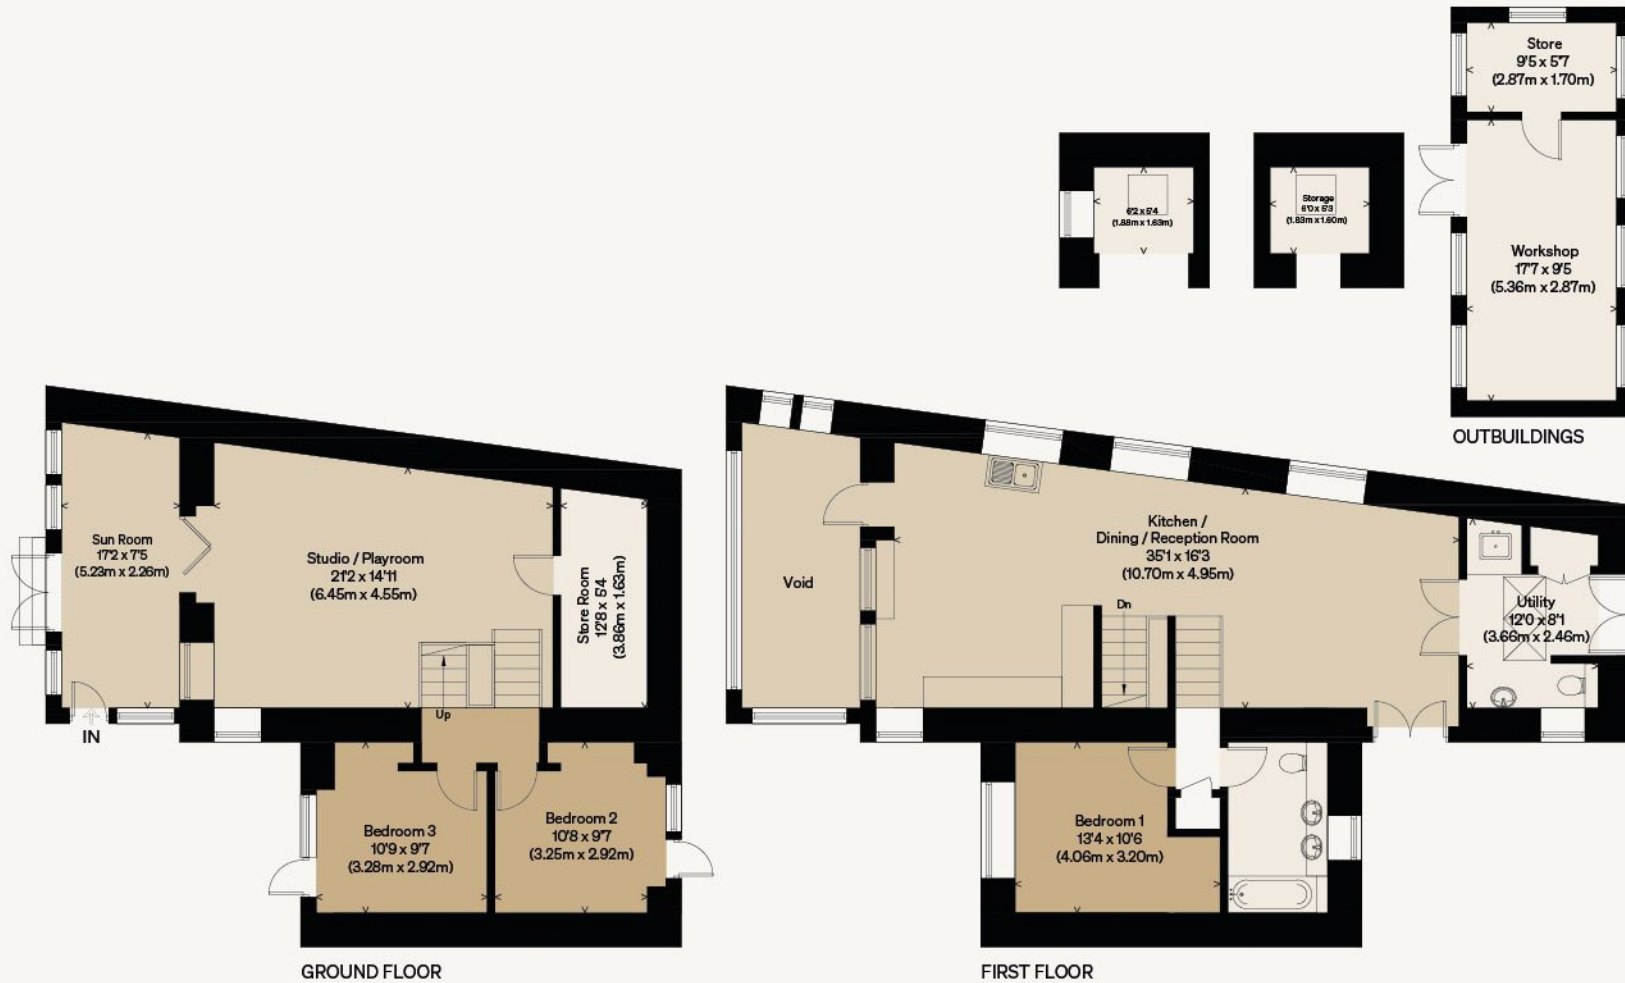 Store
9'5 x 5'7
(2.87m x 1.70m)
6'2 x 5'4
(1.88m x 1.63m)
Storage
6'0 x 5'3
(1.83m x 1.60m)
Workshop
17'7 x 9'5
(5.36m x 2.87m)
OUTBUILDINGS
Sun Room
17'2 x 7'5
(5.23m x 2.26m)
Studio / Playroom
21'2 x 14'11
(6.45m x 4.55m)
Store Room
12'8 x 5'4
(3.86m x 1.63m)
Up
IN
Bedroom 3
10'9 x 9'7
(3.28m x 2.92m)
Bedroom 2
10'8 x 9'7
(3.25m x 2.92m)
GROUND FLOOR
Void
Kitchen /
Dining / Reception Room
35'1 x 16'3
(10.70m x 4.95m)
Dn
Utility
12'0 x 8'1
(3.66m x 2.46m)
Bedroom 1
13'4 x 10'6
(4.06m x 3.20m)
FIRST FLOOR